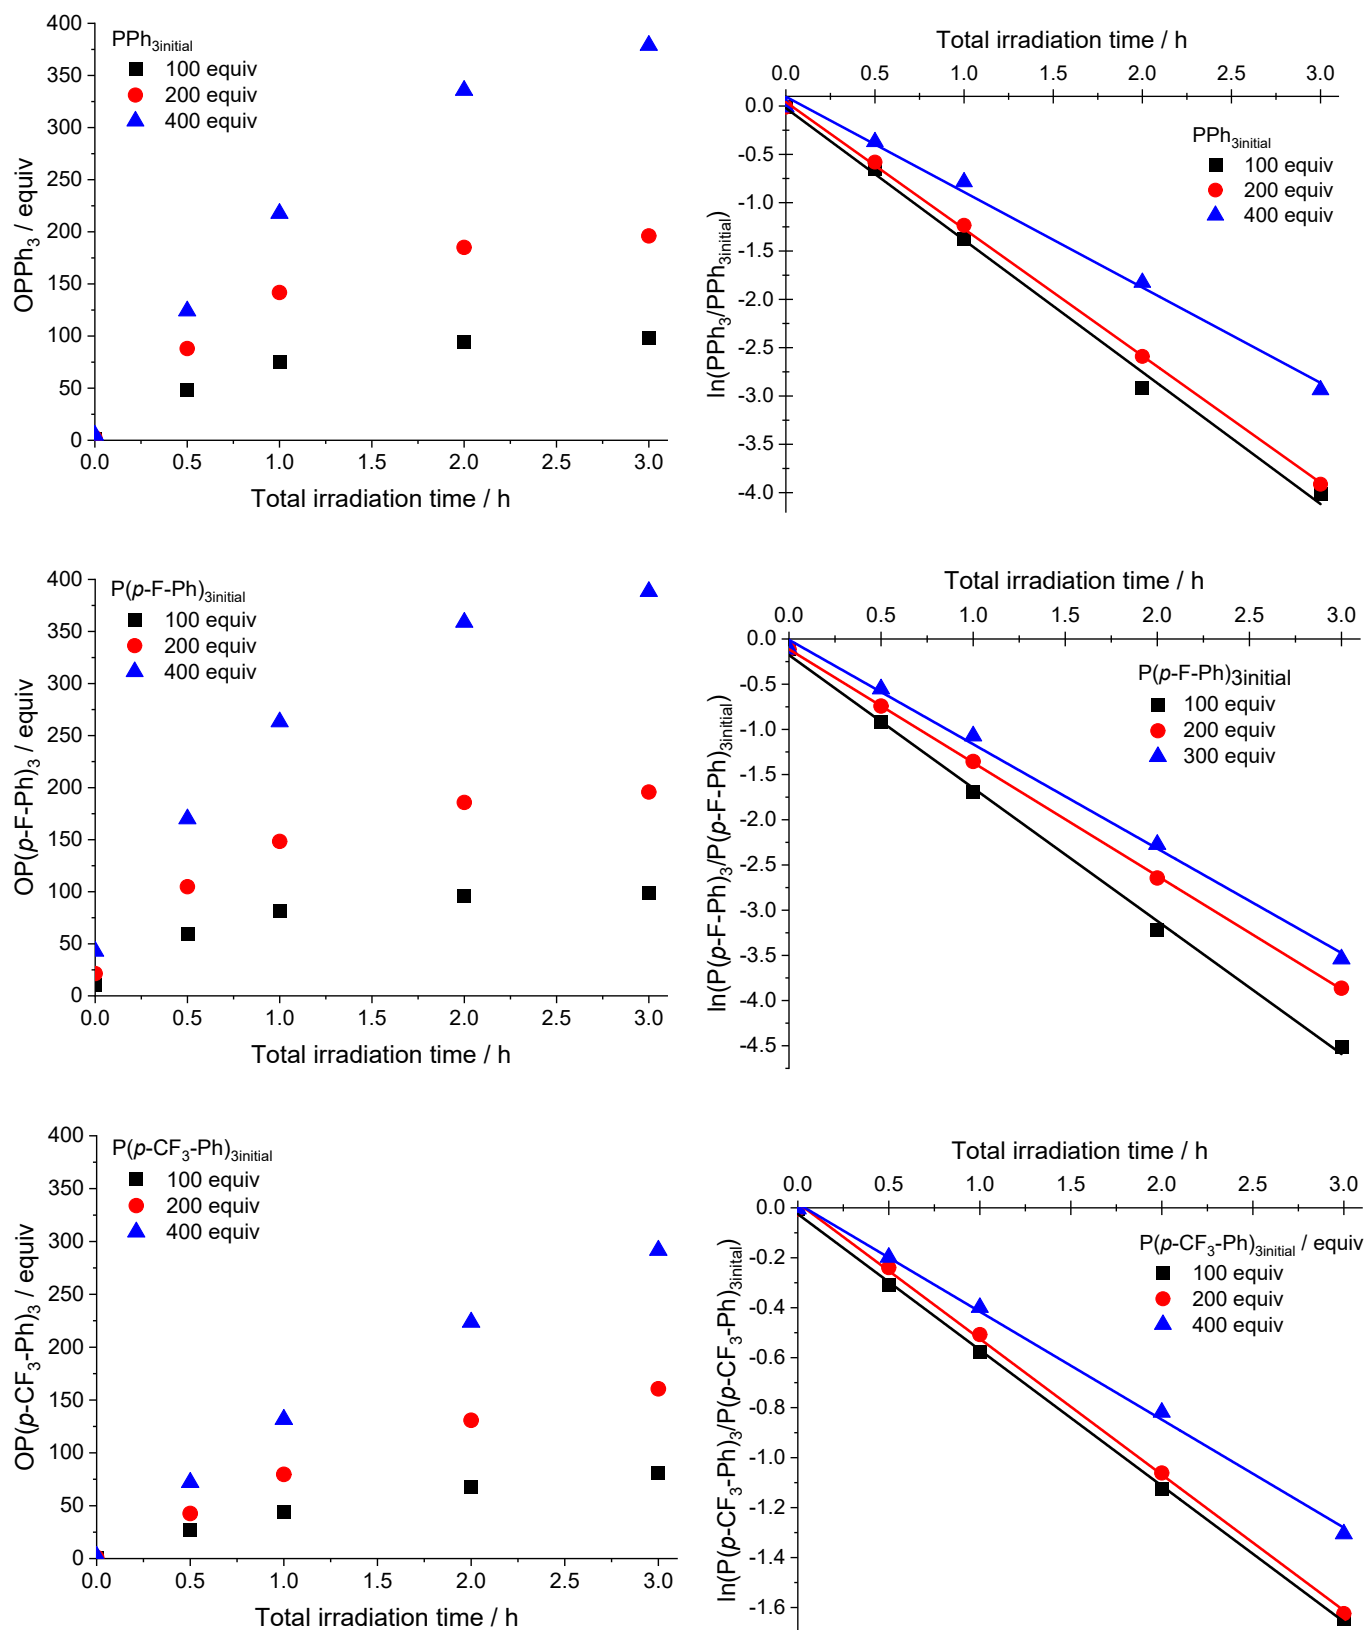 PPh3initial
100 equiv
200 equiv
400 equiv
OPPh3 / equiv
400
350
300
250
200
150
100
50
0
0.0 0.5 1.0 1.5 2.0 2.5 3.0
Total irradiation time / h
Total irradiation time / h
0.0 0.5 1.0 1.5 2.0 2.5 3.0
PPh3initial
100 equiv
200 equiv
400 equiv
ln(PPh3/PPh3initial)
0.0
-0.5
-1.0
-1.5
-2.0
-2.5
-3.0
-3.5
-4.0
P(p-F-Ph)3initial
100 equiv
200 equiv
400 equiv
OP(p-F-Ph)3 / equiv
400
350
300
250
200
150
100
50
0
0.0 0.5 1.0 1.5 2.0 2.5 3.0
Total irradiation time / h
Total irradiation time / h
0.0 0.5 1.0 1.5 2.0 2.5 3.0
P(p-F-Ph)3initial
100 equiv
200 equiv
300 equiv
ln(P(p-F-Ph)3/P(p-F-Ph)3initial)
0.0
-0.5
-1.0
-1.5
-2.0
-2.5
-3.0
-3.5
-4.0
-4.5
P(p-CF3-Ph)3initial
100 equiv
200 equiv
400 equiv
OP(p-CF3-Ph)3 / equiv
400
350
300
250
200
150
100
50
0
0.0 0.5 1.0 1.5 2.0 2.5 3.0
Total irradiation time / h
Total irradiation time / h
0.0 0.5 1.0 1.5 2.0 2.5 3.0
P(p-CF3-Ph)3initial / equiv
100 equiv
200 equiv
400 equiv
ln(P(p-CF3-Ph)3/P(p-CF3-Ph)3inital)
0.0
-0.2
-0.4
-0.6
-0.8
-1.0
-1.2
-1.4
-1.6